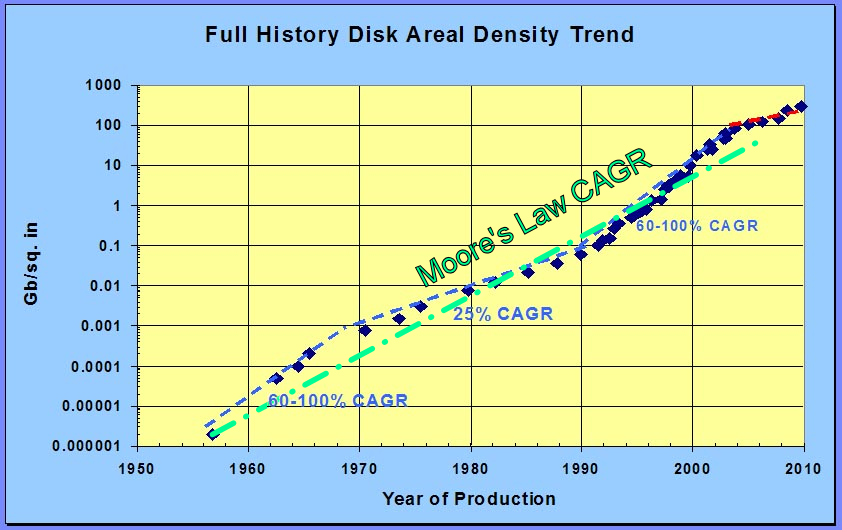 Full History Disk Areal Density Trend
1000
100
10
1
0.1
0.01
0.001
0.0001
0.00001
0.000001
Gb/sq. in
Moore's Law CAGR
60-100% CAGR
25% CAGR
60-100% CAGR
1950 1960 1970 1980 1990 2000 2010
Year of Production